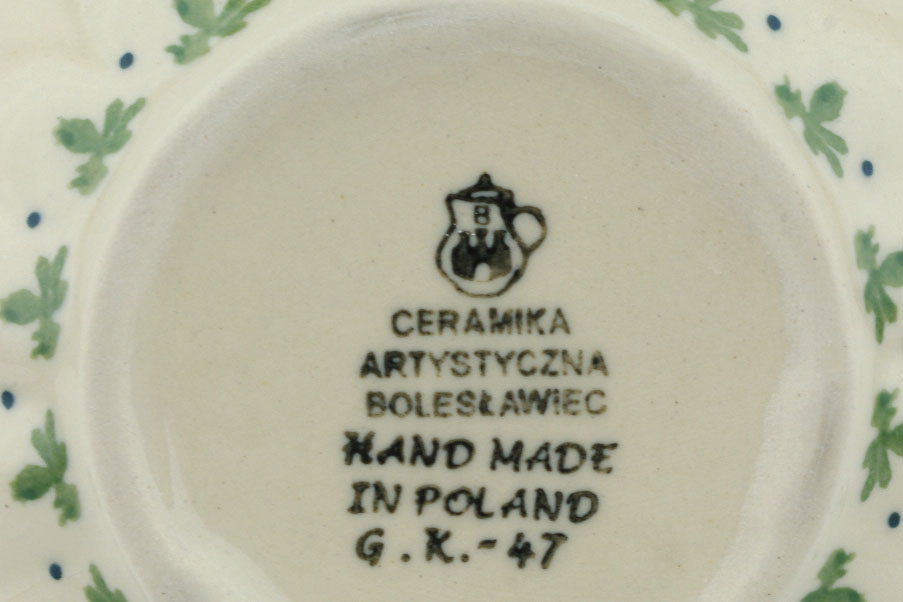 B
CERAMIKA
ARTYSTYCZNA
BOLESŁAWIEC
HAND MADE
IN POLAND
G.K.-47